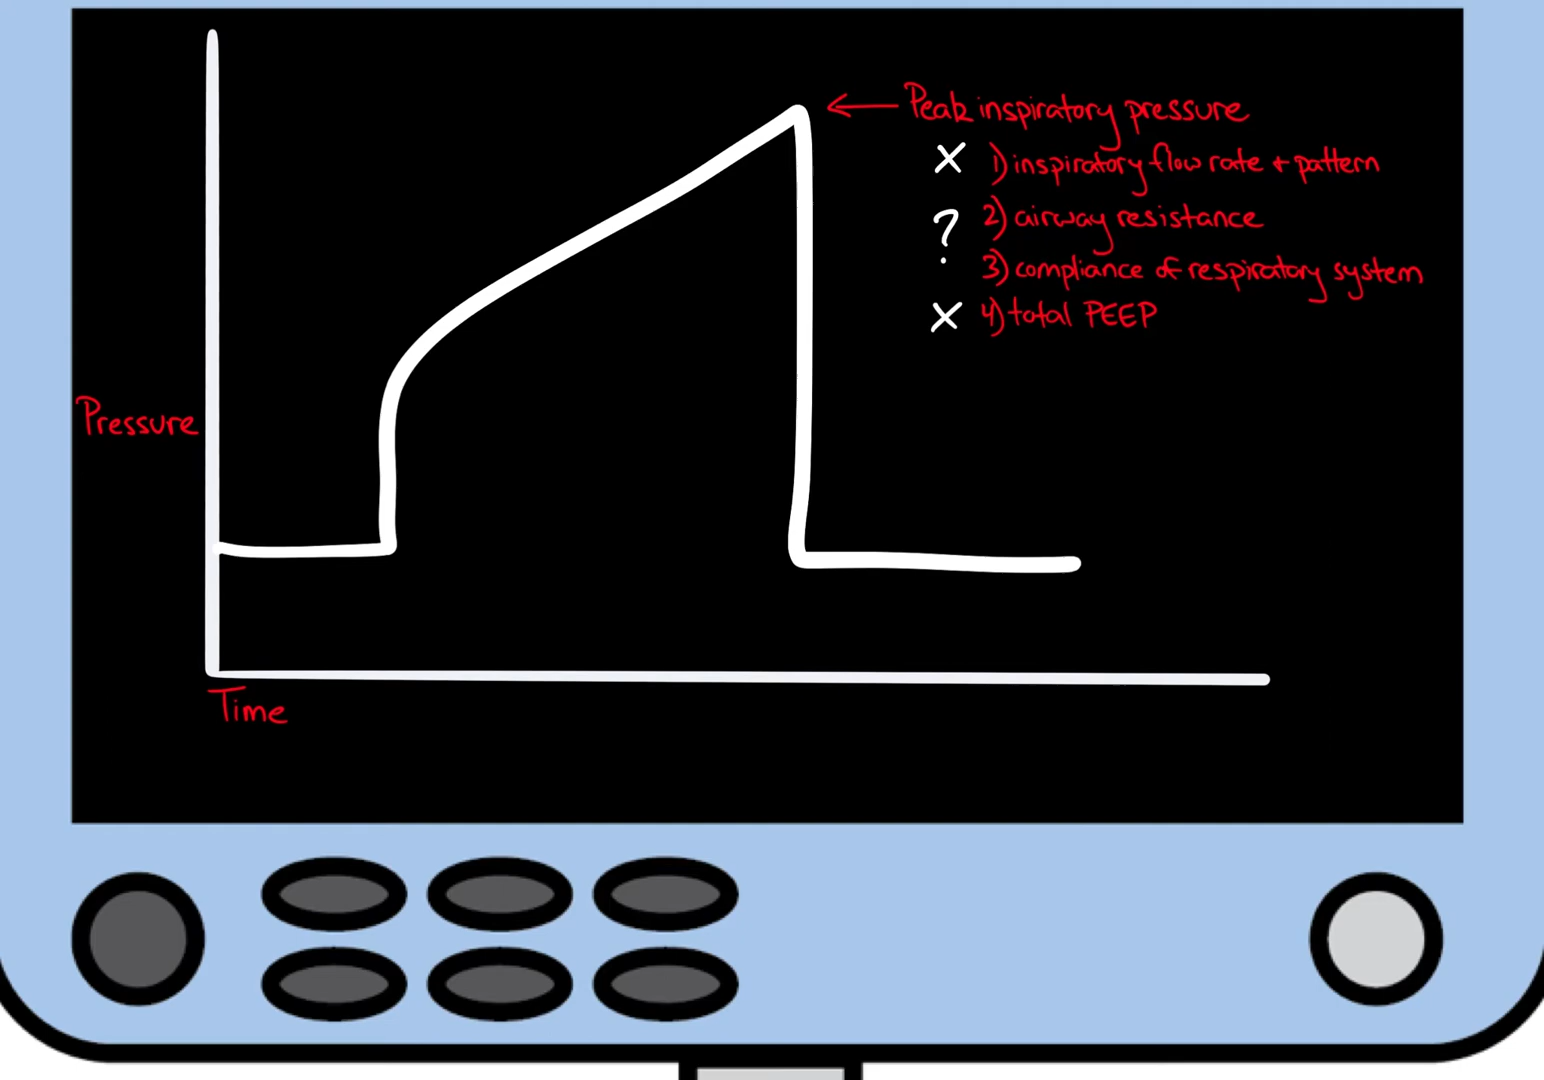 Peak inspiratory pressure
X 1) inspiratory flow rate + pattern
? 2) airway resistance
3) compliance of respiratory system
X 4) total PEEP
Pressure
Time